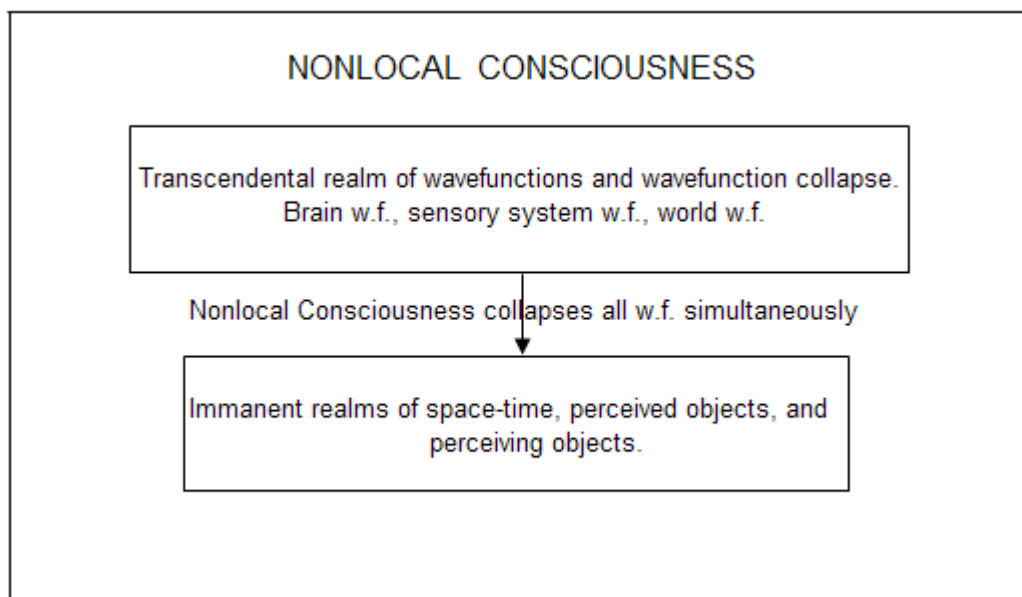 NONLOCAL CONSCIOUSNESS
Transcendental realm of wavefunctions and wavefunction collapse.
Brain w.f., sensory system w.f., world w.f.
Nonlocal Consciousness collapses all w.f. simultaneously
Immanent realms of space-time, perceived objects, and
perceiving objects.